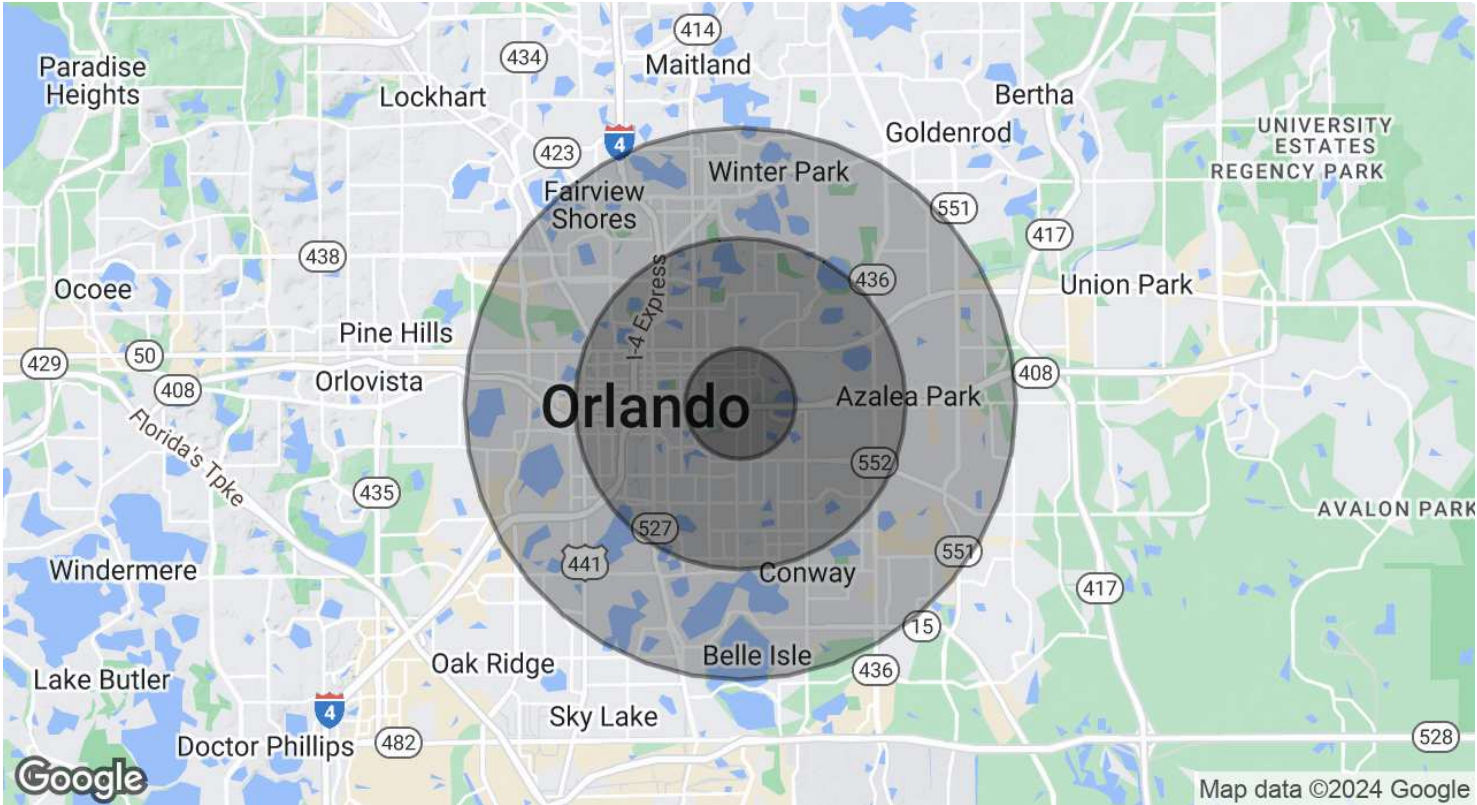 414
434
Paradise
Heights
Maitland
Lockhart
Bertha
Goldenrod
UNIVERSITY
ESTATES
REGENCY PARK
4
423
Winter Park
Fairview
Shores
551
417
438
436
Ocoee
Union Park
I-4 Express
Pine Hills
50
429
408
Orlovista
408
Azalea Park
Orlando
Florida's Tpke
552
435
AVALON PARK
527
551
441
Conway
Windermere
417
15
Belle Isle
Oak Ridge
436
Lake Butler
4
Sky Lake
Doctor Phillips
482
528
Google
Map data ©2024 Google